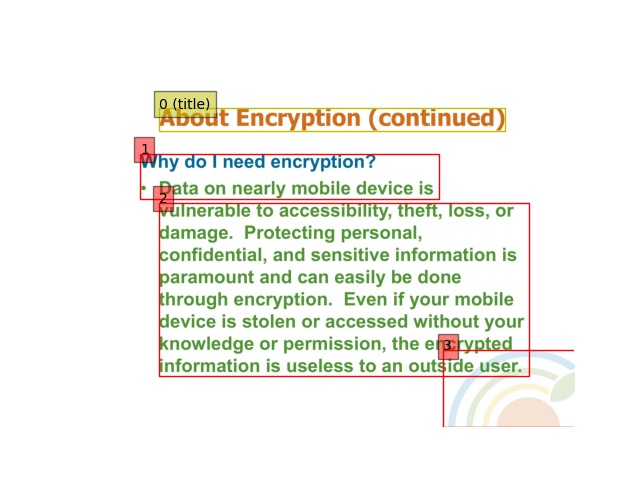 0 (title)
About Encryption (continued)
1
Why do I need encryption?
• Data on nearly mobile device is
2
vulnerable to accessibility, theft, loss, or
damage. Protecting personal,
confidential, and sensitive information is
paramount and can easily be done
through encryption. Even if your mobile
device is stolen or accessed without your
knowledge or permission, the encrypted
3
information is useless to an outside user.